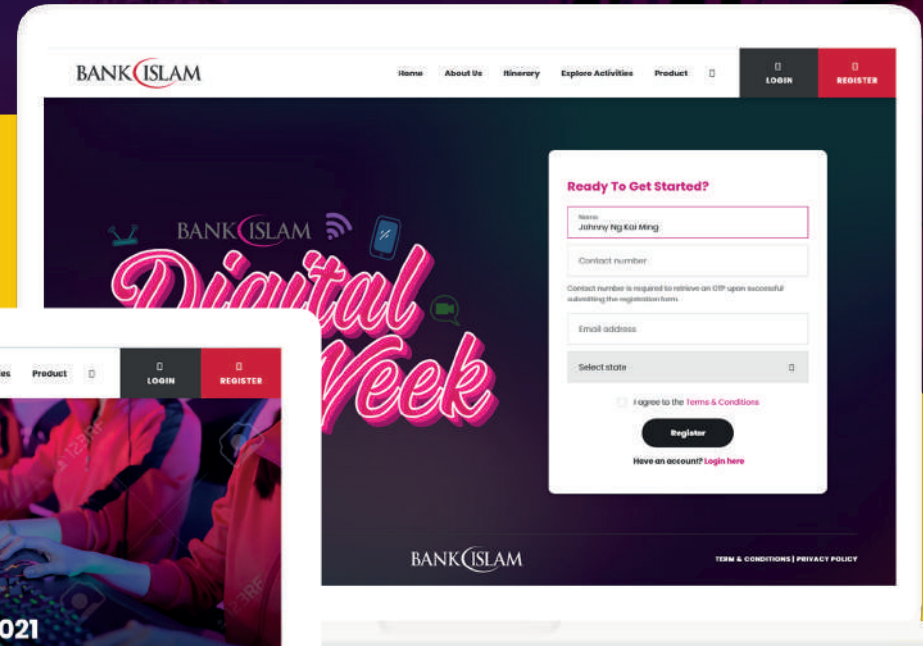 BANK ISLAM
Home About Us Itinerary Explore Activities Product
LOGIN
REGISTER
BANK ISLAM
Digital
Week
Ready To Get Started?
Name
Johnny Ng Kai Ming
Contact number
Contact number is required to retrieve an OTP upon successful
submitting the registration form.
Email address
Select state
I agree to the Terms & Conditions
Register
Have an account? Login here
BANK ISLAM
TERM & CONDITIONS | PRIVACY POLICY
ies Product
LOGIN
REGISTER
123RF
123RF
021